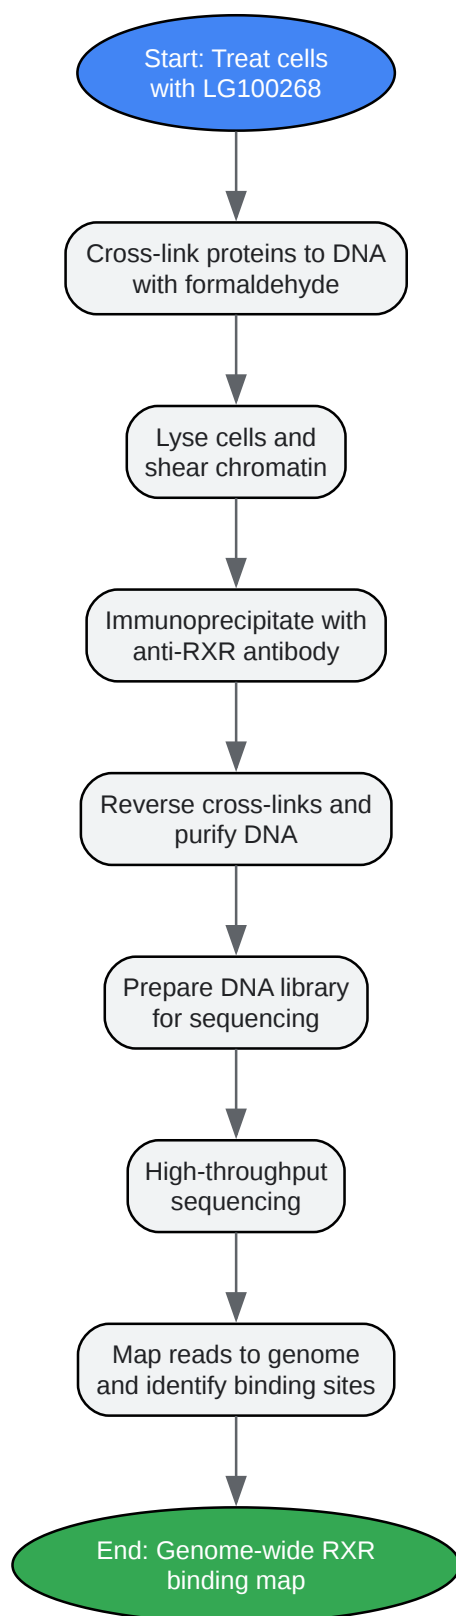 Start: Treat cells
with LG100268
Cross-link proteins to DNA
with formaldehyde
Lyse cells and
shear chromatin
Immunoprecipitate with
anti-RXR antibody
Reverse cross-links and
purify DNA
Prepare DNA library
for sequencing
High-throughput
sequencing
Map reads to genome
and identify binding sites
End: Genome-wide RXR
binding map